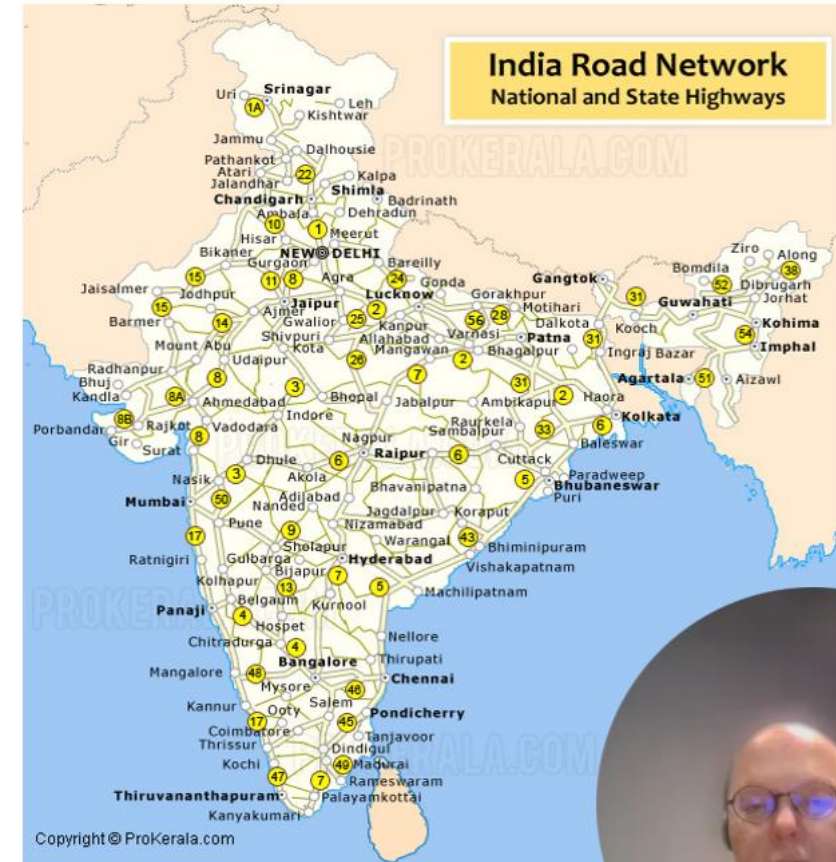 India Road Network
National and State Highways
PROKERALA.COM
Uri
Srinagar
1A
Leh
Kishtwar
Jammu
Dalhousie
Pathankot
Atari
22
Kalpa
Jalandhar
Shimla
Chandigarh
Badrinath
Ambala
Dehradun
10
1
Hisar
Meerut
Bikaner
NEW DELHI
Gurgaon
Bareilly
15
11
8
Agra
24
Gonda
Gangtok
Ziro
Along
Bomdila
38
52
Dibrugarh
Jaisalmer
Jodhpur
Jaipur
Lucknow
Gorakhpur
31
Guwahati
Jorhat
15
Ajmer
2
Motihari
Barmer
14
Gwalior
25
Kanpur
56
28
Dalkota
Kooch
Kohima
Shivpuri
Allahabad
Varnasi
Patna
31
54
Mount Abu
Kota
26
Mangawan
2
Bhagalpur
Ingraj Bazar
Imphal
Radhanpur
Udaipur
7
Agartala
51
Aizawl
Bhuj
8
3
31
2
Kandla
8A
Ahmedabad
Bhopal
Jabalpur
Ambikapur
Haora
8B
Rajkot
Indore
Raurkela
Kolkata
Porbandar
Vadodara
Sambalpur
33
6
Gir
8
Nagpur
Baleswar
Surat
Raipur
6
Cuttack
Dhule
6
Paradweep
Nasik
3
Akola
5
Bhubaneswar
50
Adilabad
Bhavanipatna
Puri
Mumbai
Nanded
Jagdalpur
Koraput
Pune
Nizamabad
17
9
Warangal
43
Sholapur
Bhiminipuram
Ratnigiri
Gulbarga
Hyderabad
Vishakapatnam
Kolhapur
Bijapur
7
PROKERALA.COM
13
5
Belgaum
Kurnool
Machilipatnam
Panaji
4
Hospet
Chitradurga
4
Nellore
Bangalore
Thirupati
Mangalore
48
Chennai
Mysore
46
Kannur
Ooty
Salem
17
45
Pondicherry
Coimbatore
Tanjavoor
Thrissur
Dindigul
PROKERALA.COM
Kochi
49
Madurai
47
7
Rameswaram
Thiruvananthapuram
Palayamkottai
Kanyakumari
Copyright © ProKerala.com